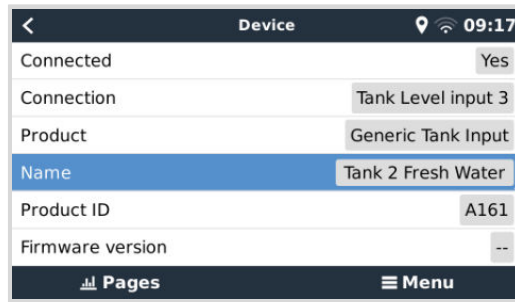 Device 09:17
Connected Yes
Connection Tank Level input 3
Product Generic Tank Input
Name Tank 2 Fresh Water
Product ID A161
Firmware version --
Pages Menu